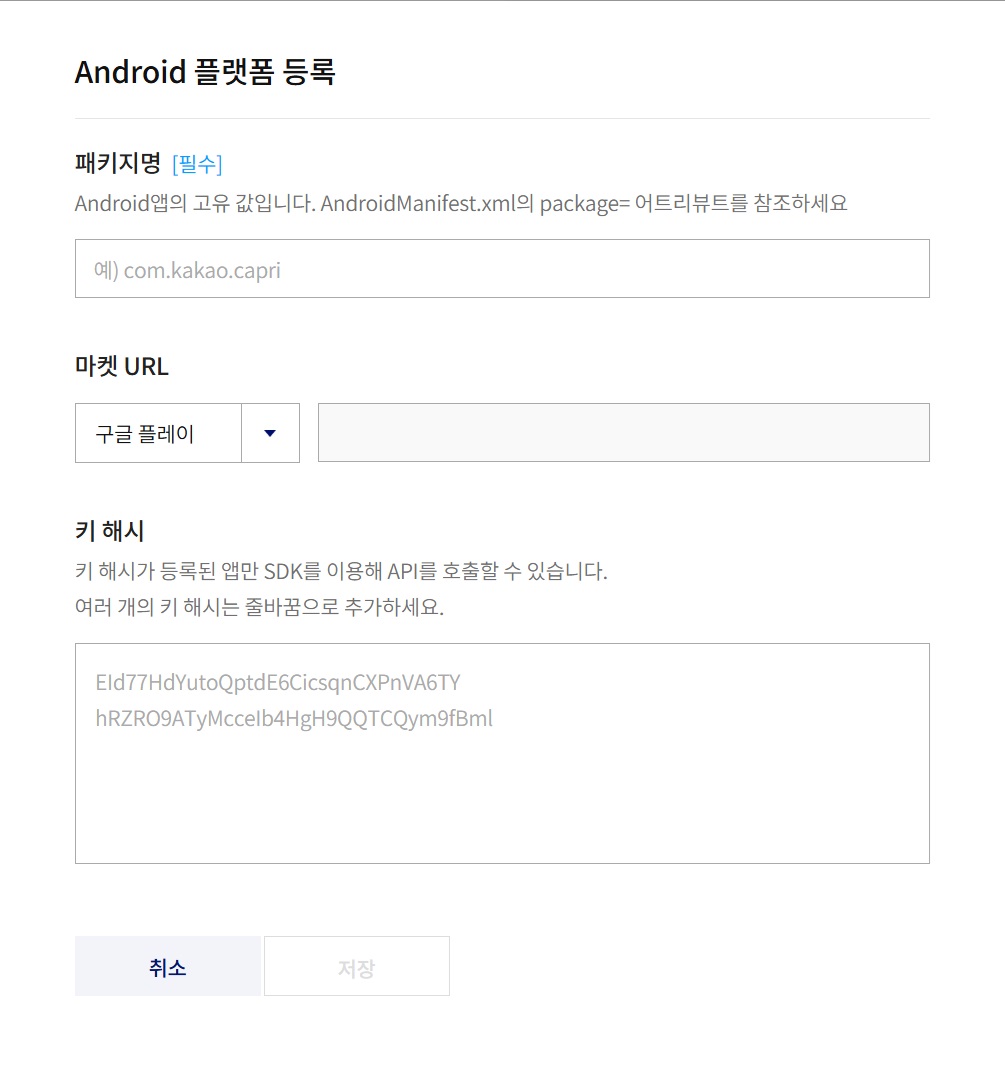 Android 플랫폼 등록
패키지명 [필수]
Android앱의 고유 값입니다. AndroidManifest.xml의 package= 어트리뷰트를 참조하세요
예) com.kakao.capri
마켓 URL
구글 플레이
키 해시
키 해시가 등록된 앱만 SDK를 이용해 API를 호출할 수 있습니다.
여러 개의 키 해시는 줄바꿈으로 추가하세요.
EId77HdYutoQptdE6CicsqnCXPnVA6TY
hRZRO9ATyMcceIb4HgH9QQTCQym9fBml
취소 저장